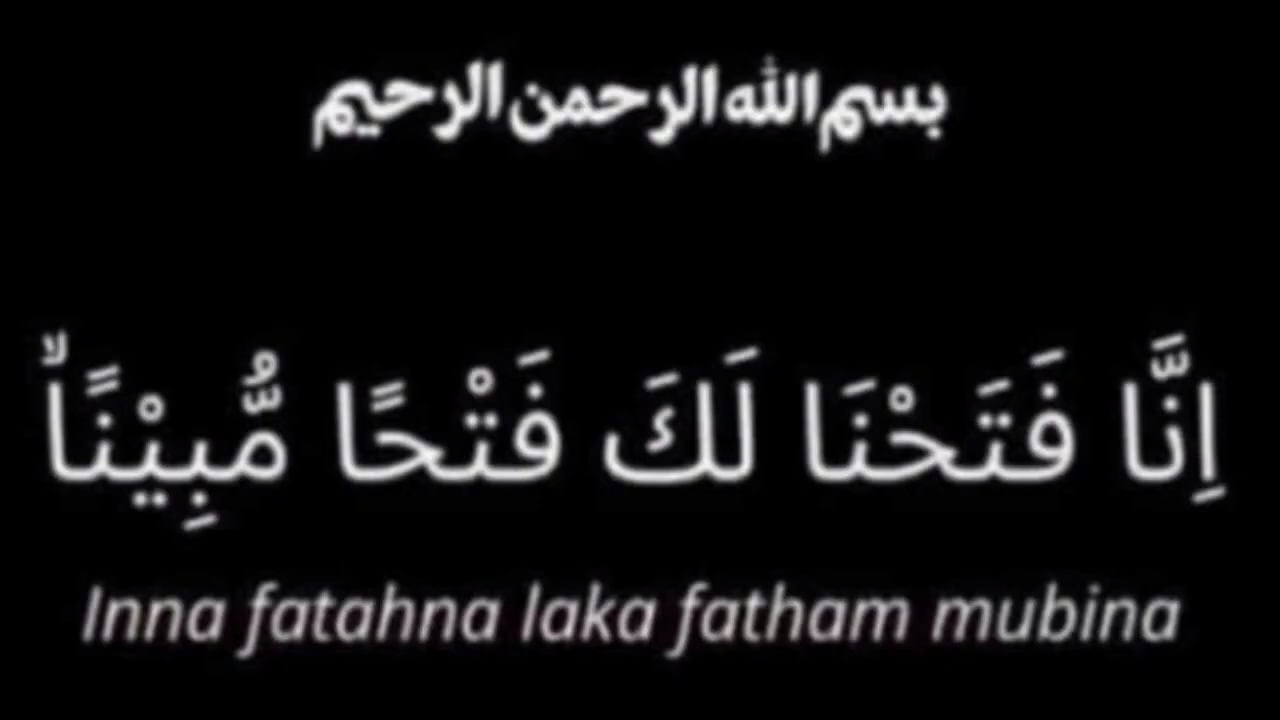 بسم الله الرحمن الرحيم
اِنَّا فَتَحْنَا لَكَ فَتْحًا مُّبِيْنًاۙ
Inna fatahna laka fatham mubina